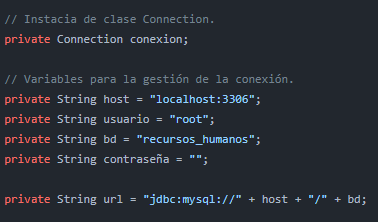 // Instacia de clase Connection.
private Connection conexion;
// Variables para la gestión de la conexión.
private String host = "localhost:3306";
private String usuario = "root";
private String bd = "recursos_humanos";
private String contraseña = "";
private String url = "jdbc:mysql://" + host + "/" + bd;